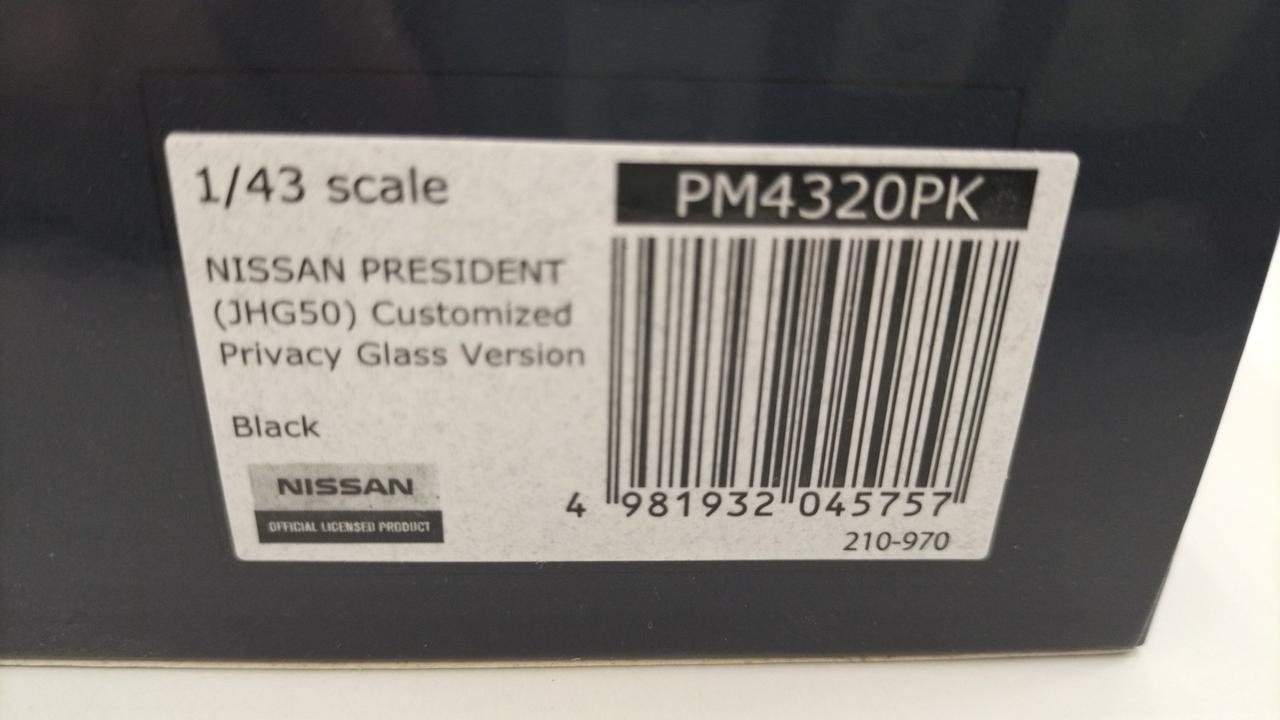 1/43 scale
PM4320PK
NISSAN PRESIDENT
(JHG50) Customized
Privacy Glass Version
Black
NISSAN
OFFICIAL LICENSED PRODUCT
4 981932 045757
210-970